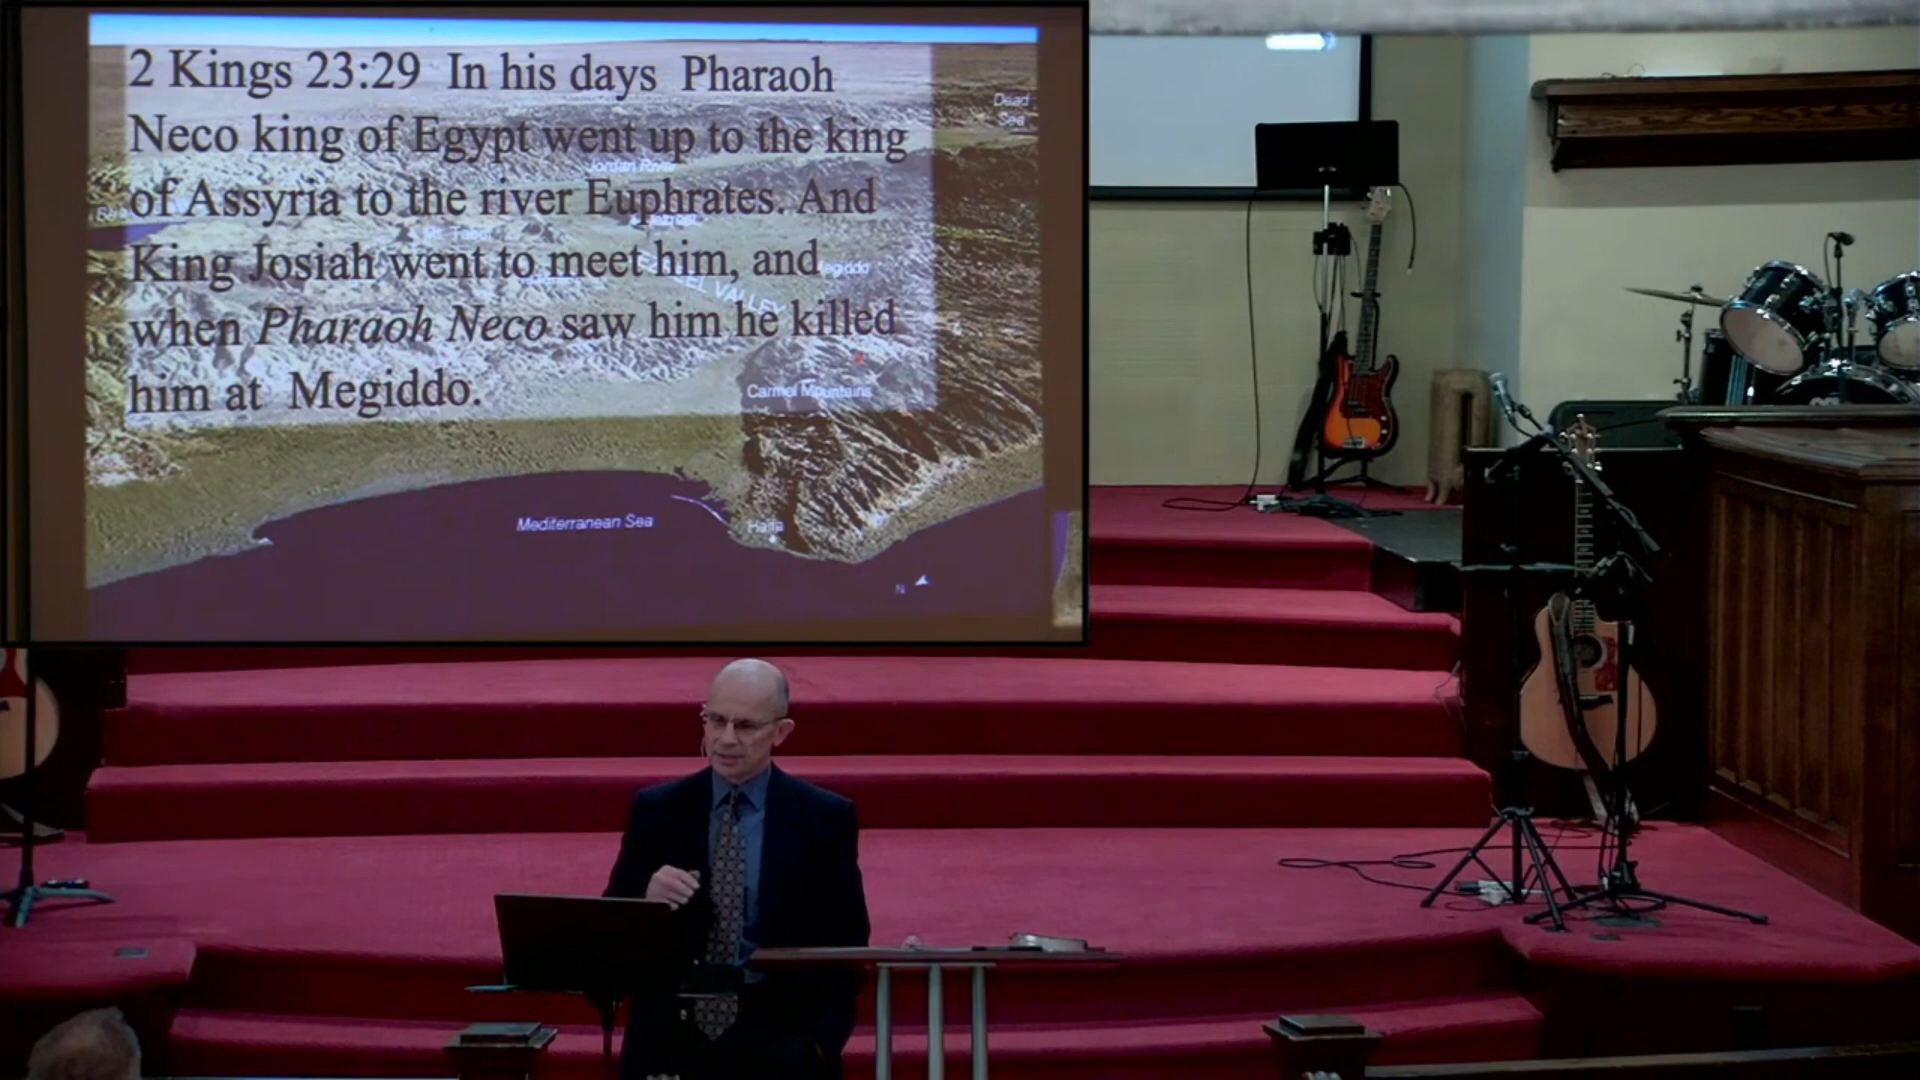 2 Kings 23:29 In his days Pharaoh
Neco king of Egypt went up to the king
of Assyria to the river Euphrates. And
King Josiah went to meet him, and
when Pharaoh Neco saw him he killed
him at Megiddo.
Dead
Sea
Jordan River
Megiddo
VALLEY
Carmel Mountains
Mediterranean Sea
Haifa
N